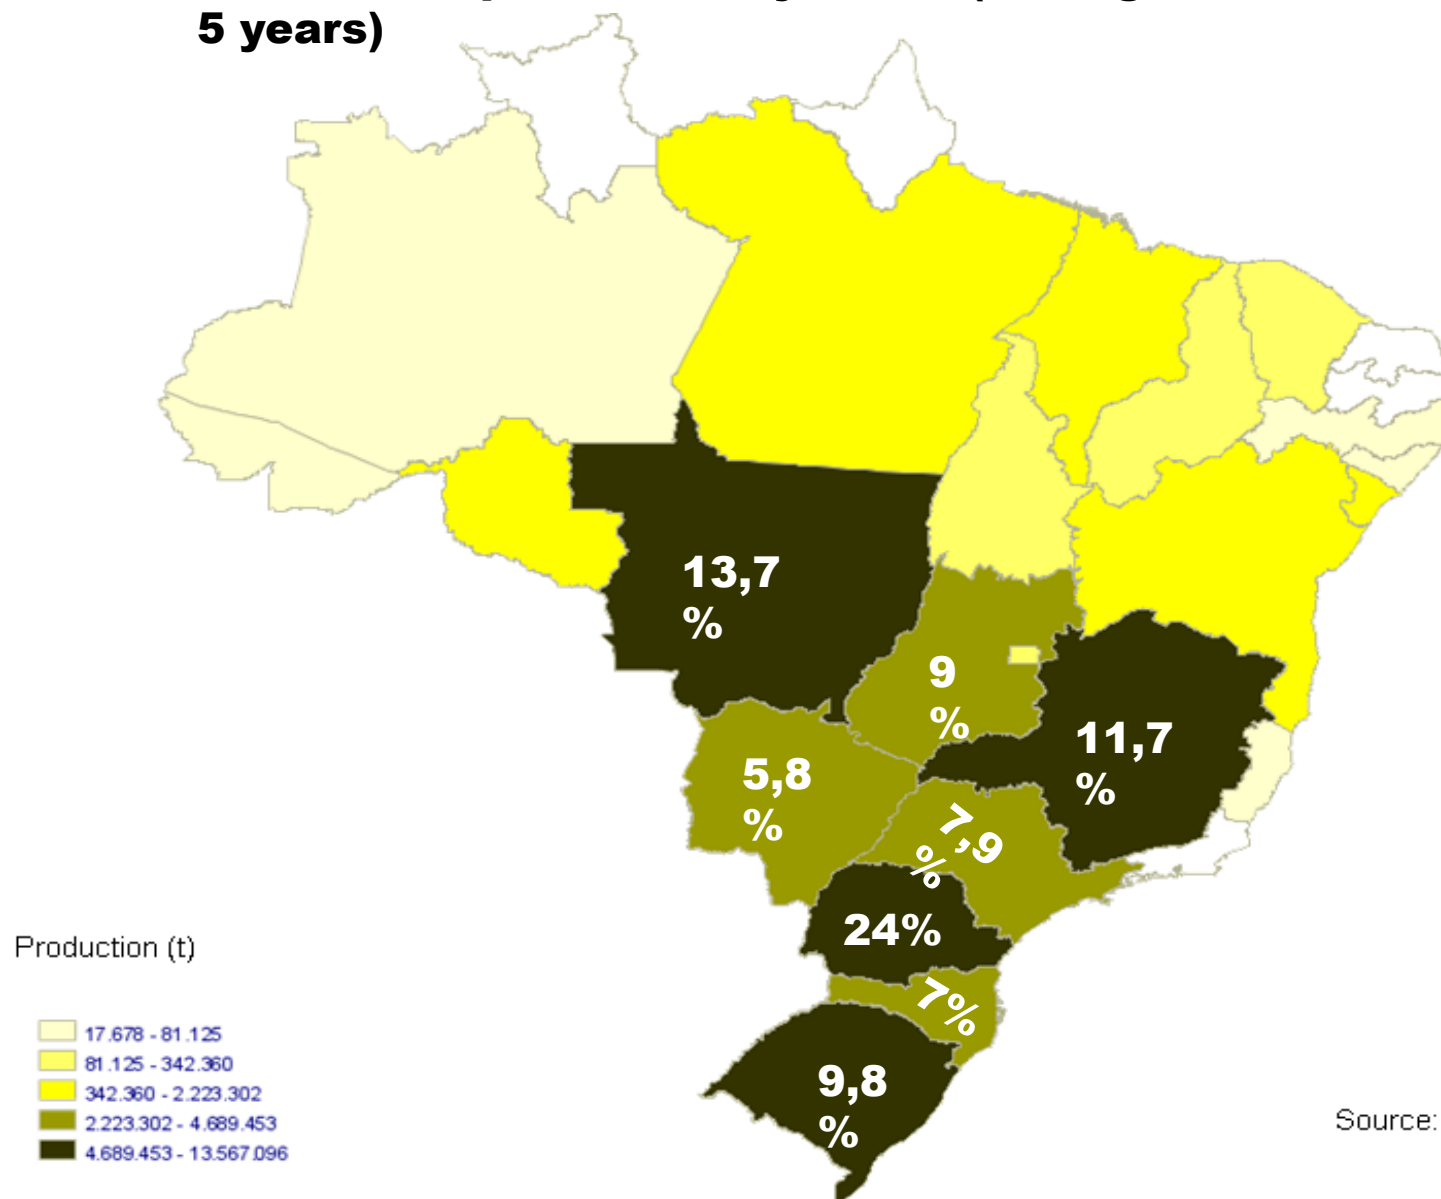 5 years)
13,7
%
9
%
11,7
%
5,8
%
7,9
%
24%
7%
9,8
%
Production (t)
17.678 - 81.125
81.125 - 342.360
342.360 - 2.223.302
2.223.302 - 4.689.453
4.689.453 - 13.567.096
Source: